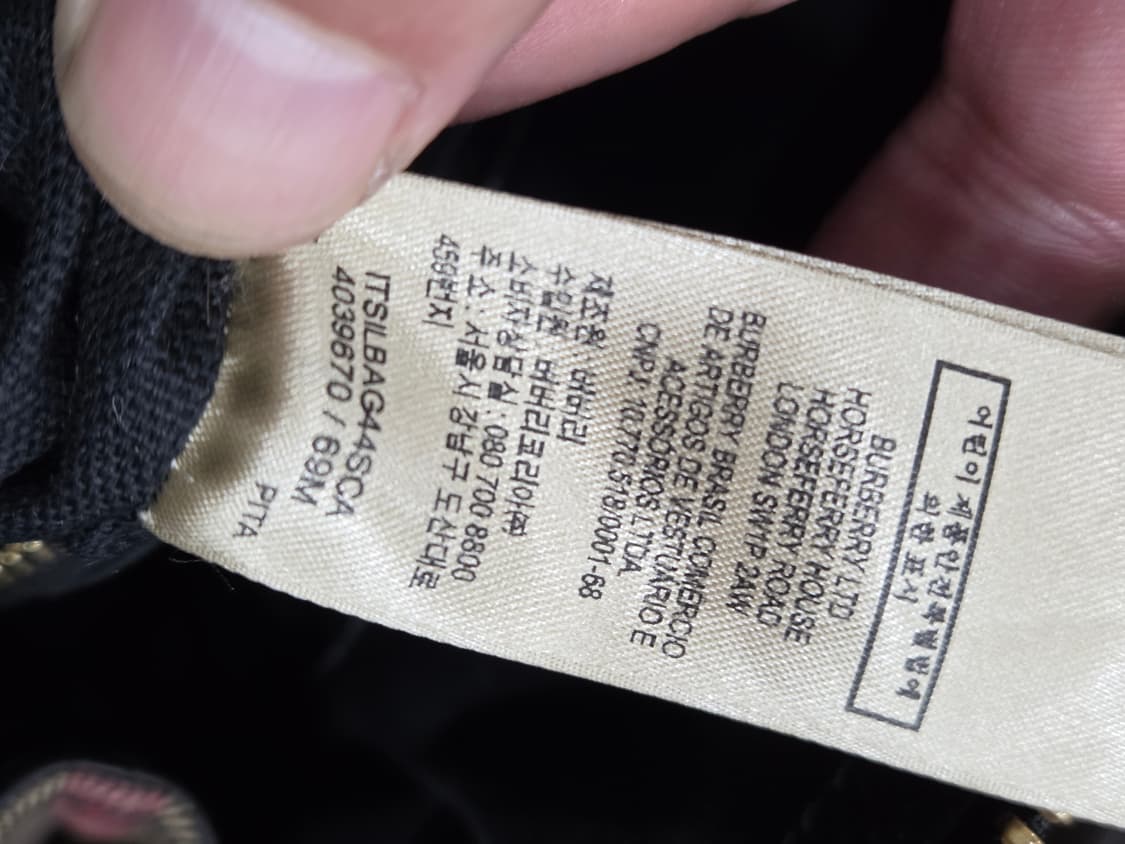 어린이제품안전특별법에
의한 표시
BURBERRY LTD
HORSEFERRY HOUSE
HORSEFERRY ROAD
LONDON SW1P 2AW
BURBERRY BRASIL COMERCIO
DE ARTIGOS DE VESTUARIO E
ACESSORIOS LTDA.
CNPJ: 10.770.518/0001-68
제조원 버버리
수입원 버버리코리아㈜
소비자상담실 : 080 700 8800
주 소 : 서울시 강남구 도산대로
459번지
ITSILBAG44SCA
4039670 / 69M
PITA